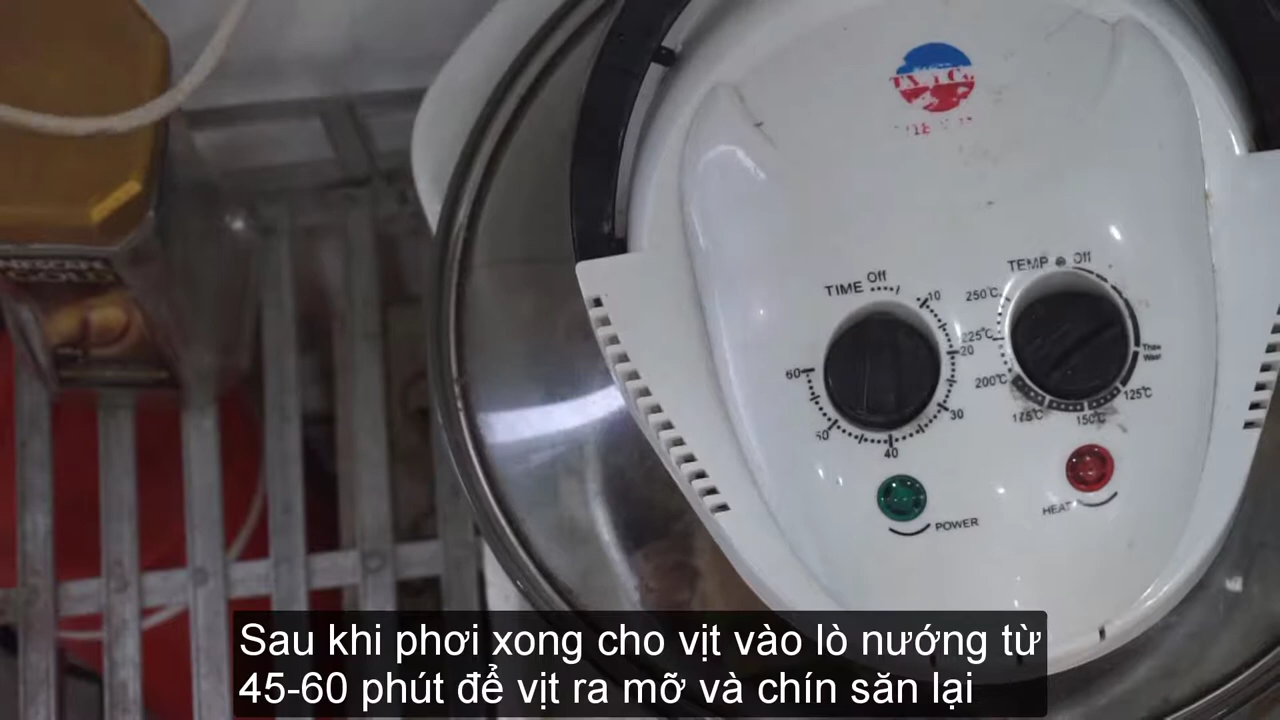 TIME Off
10
20
30
40
50
60
TEMP Off
250℃
225℃
200℃
175℃
150℃
125℃
POWER
HEAT
Sau khi phơi xong cho vịt vào lò nướng từ
45-60 phút để vịt ra mỡ và chín săn lại